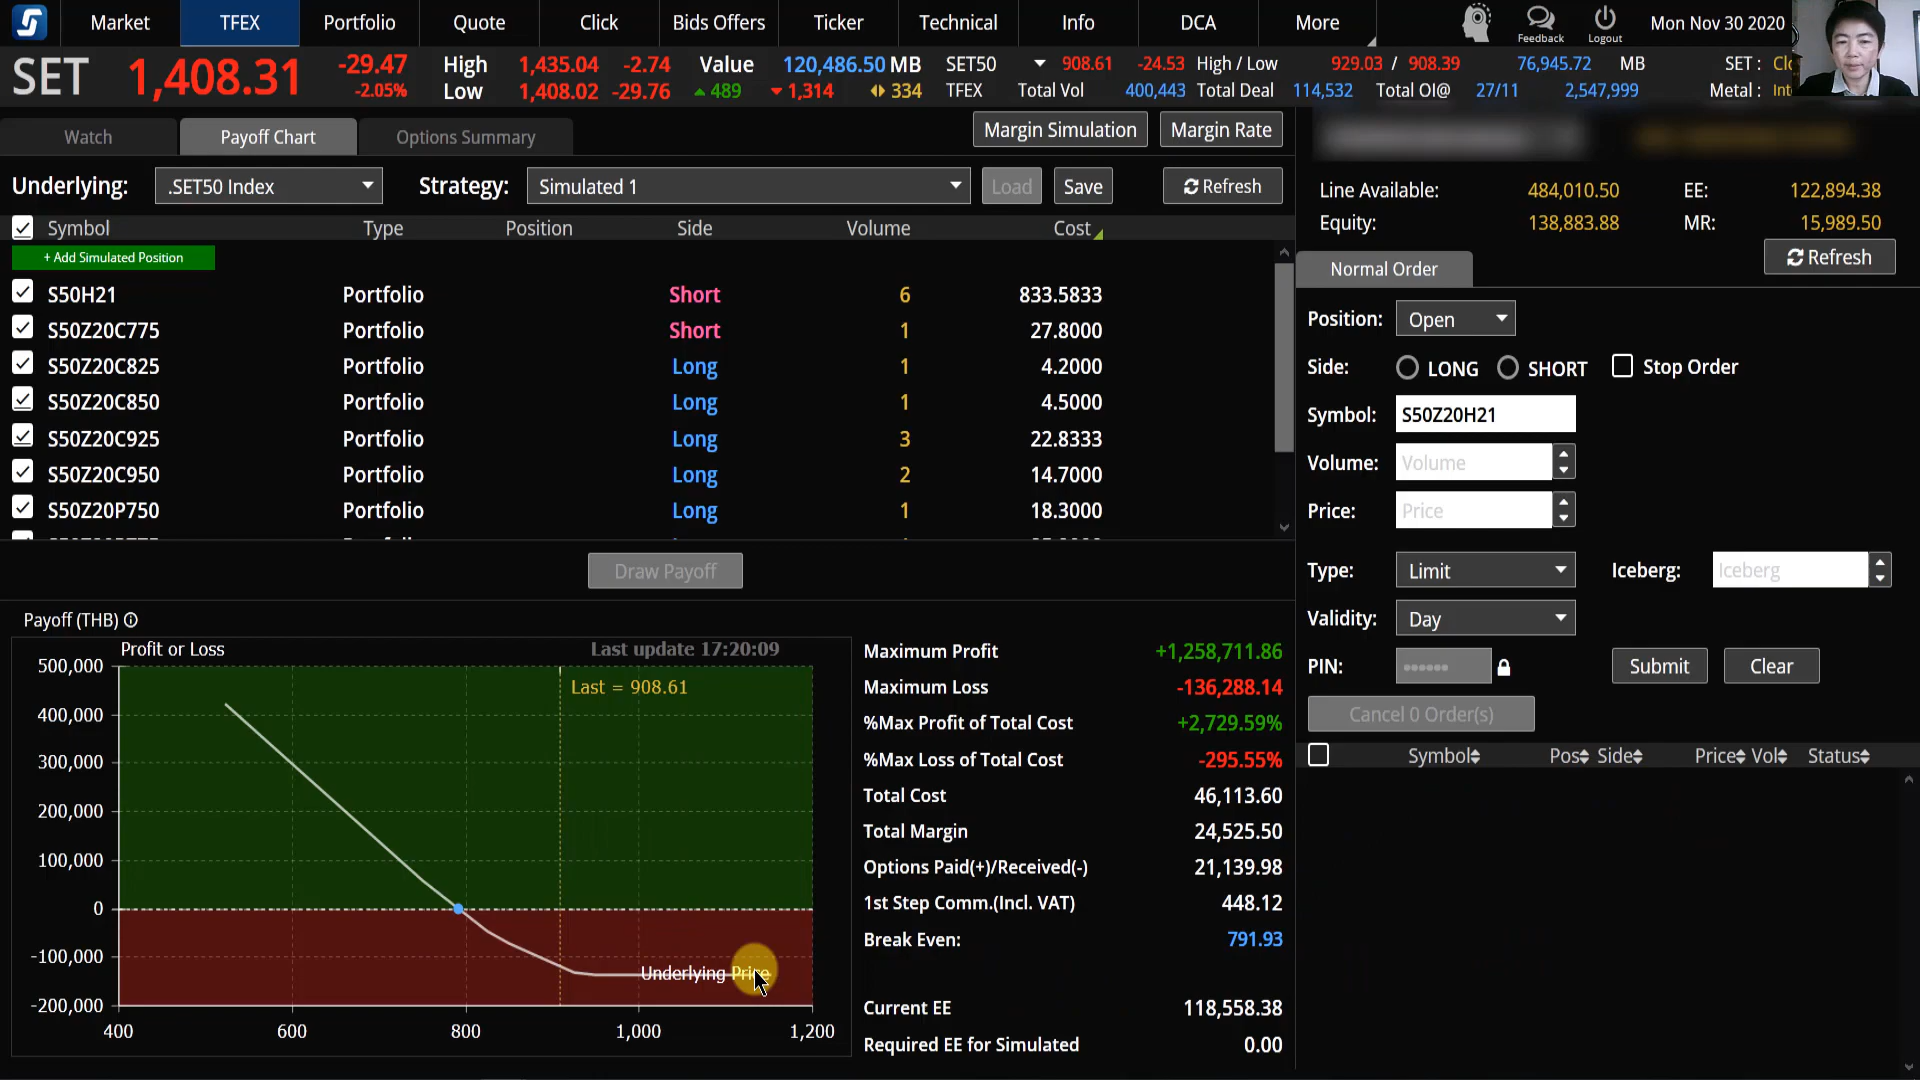 Market TFEX Portfolio Quote Click Bids Offers Ticker Technical Info DCA More Feedback Logout Mon Nov 30 2020
SET 1,408.31 -29.47 -2.05%
High 1,435.04 -2.74 Value 120,486.50 MB SET50 908.61 -24.53 High / Low 929.03 / 908.39 76,945.72 MB SET :
Low 1,408.02 -29.76 489 1,314 334 TFEX Total Vol 400,443 Total Deal 114,532 Total OI@ 27/11 2,547,999 Metal :
Watch Payoff Chart Options Summary Margin Simulation Margin Rate
Underlying: .SET50 Index Strategy: Simulated 1 Load Save Refresh
Symbol Type Position Side Volume Cost
+ Add Simulated Position
S50H21 Portfolio Short 6 833.5833
S50Z20C775 Portfolio Short 1 27.8000
S50Z20C825 Portfolio Long 1 4.2000
S50Z20C850 Portfolio Long 1 4.5000
S50Z20C925 Portfolio Long 3 22.8333
S50Z20C950 Portfolio Long 2 14.7000
S50Z20P750 Portfolio Long 1 18.3000
Draw Payoff
Payoff (THB)
Profit or Loss Last update 17:20:09
Last = 908.61
500,000
400,000
300,000
200,000
100,000
0
-100,000
-200,000
Underlying Price
400 600 800 1,000 1,200
Maximum Profit +1,258,711.86
Maximum Loss -136,288.14
%Max Profit of Total Cost +2,729.59%
%Max Loss of Total Cost -295.55%
Total Cost 46,113.60
Total Margin 24,525.50
Options Paid(+)/Received(-) 21,139.98
1st Step Comm.(Incl. VAT) 448.12
Break Even: 791.93
Current EE 118,558.38
Required EE for Simulated 0.00
Line Available: 484,010.50 EE: 122,894.38
Equity: 138,883.88 MR: 15,989.50
Refresh
Normal Order
Position: Open
Side: LONG SHORT Stop Order
Symbol: S50Z20H21
Volume: Volume
Price: Price
Type: Limit Iceberg: Iceberg
Validity: Day
PIN: Submit Clear
Cancel 0 Order(s)
Symbol Pos Side Price Vol Status